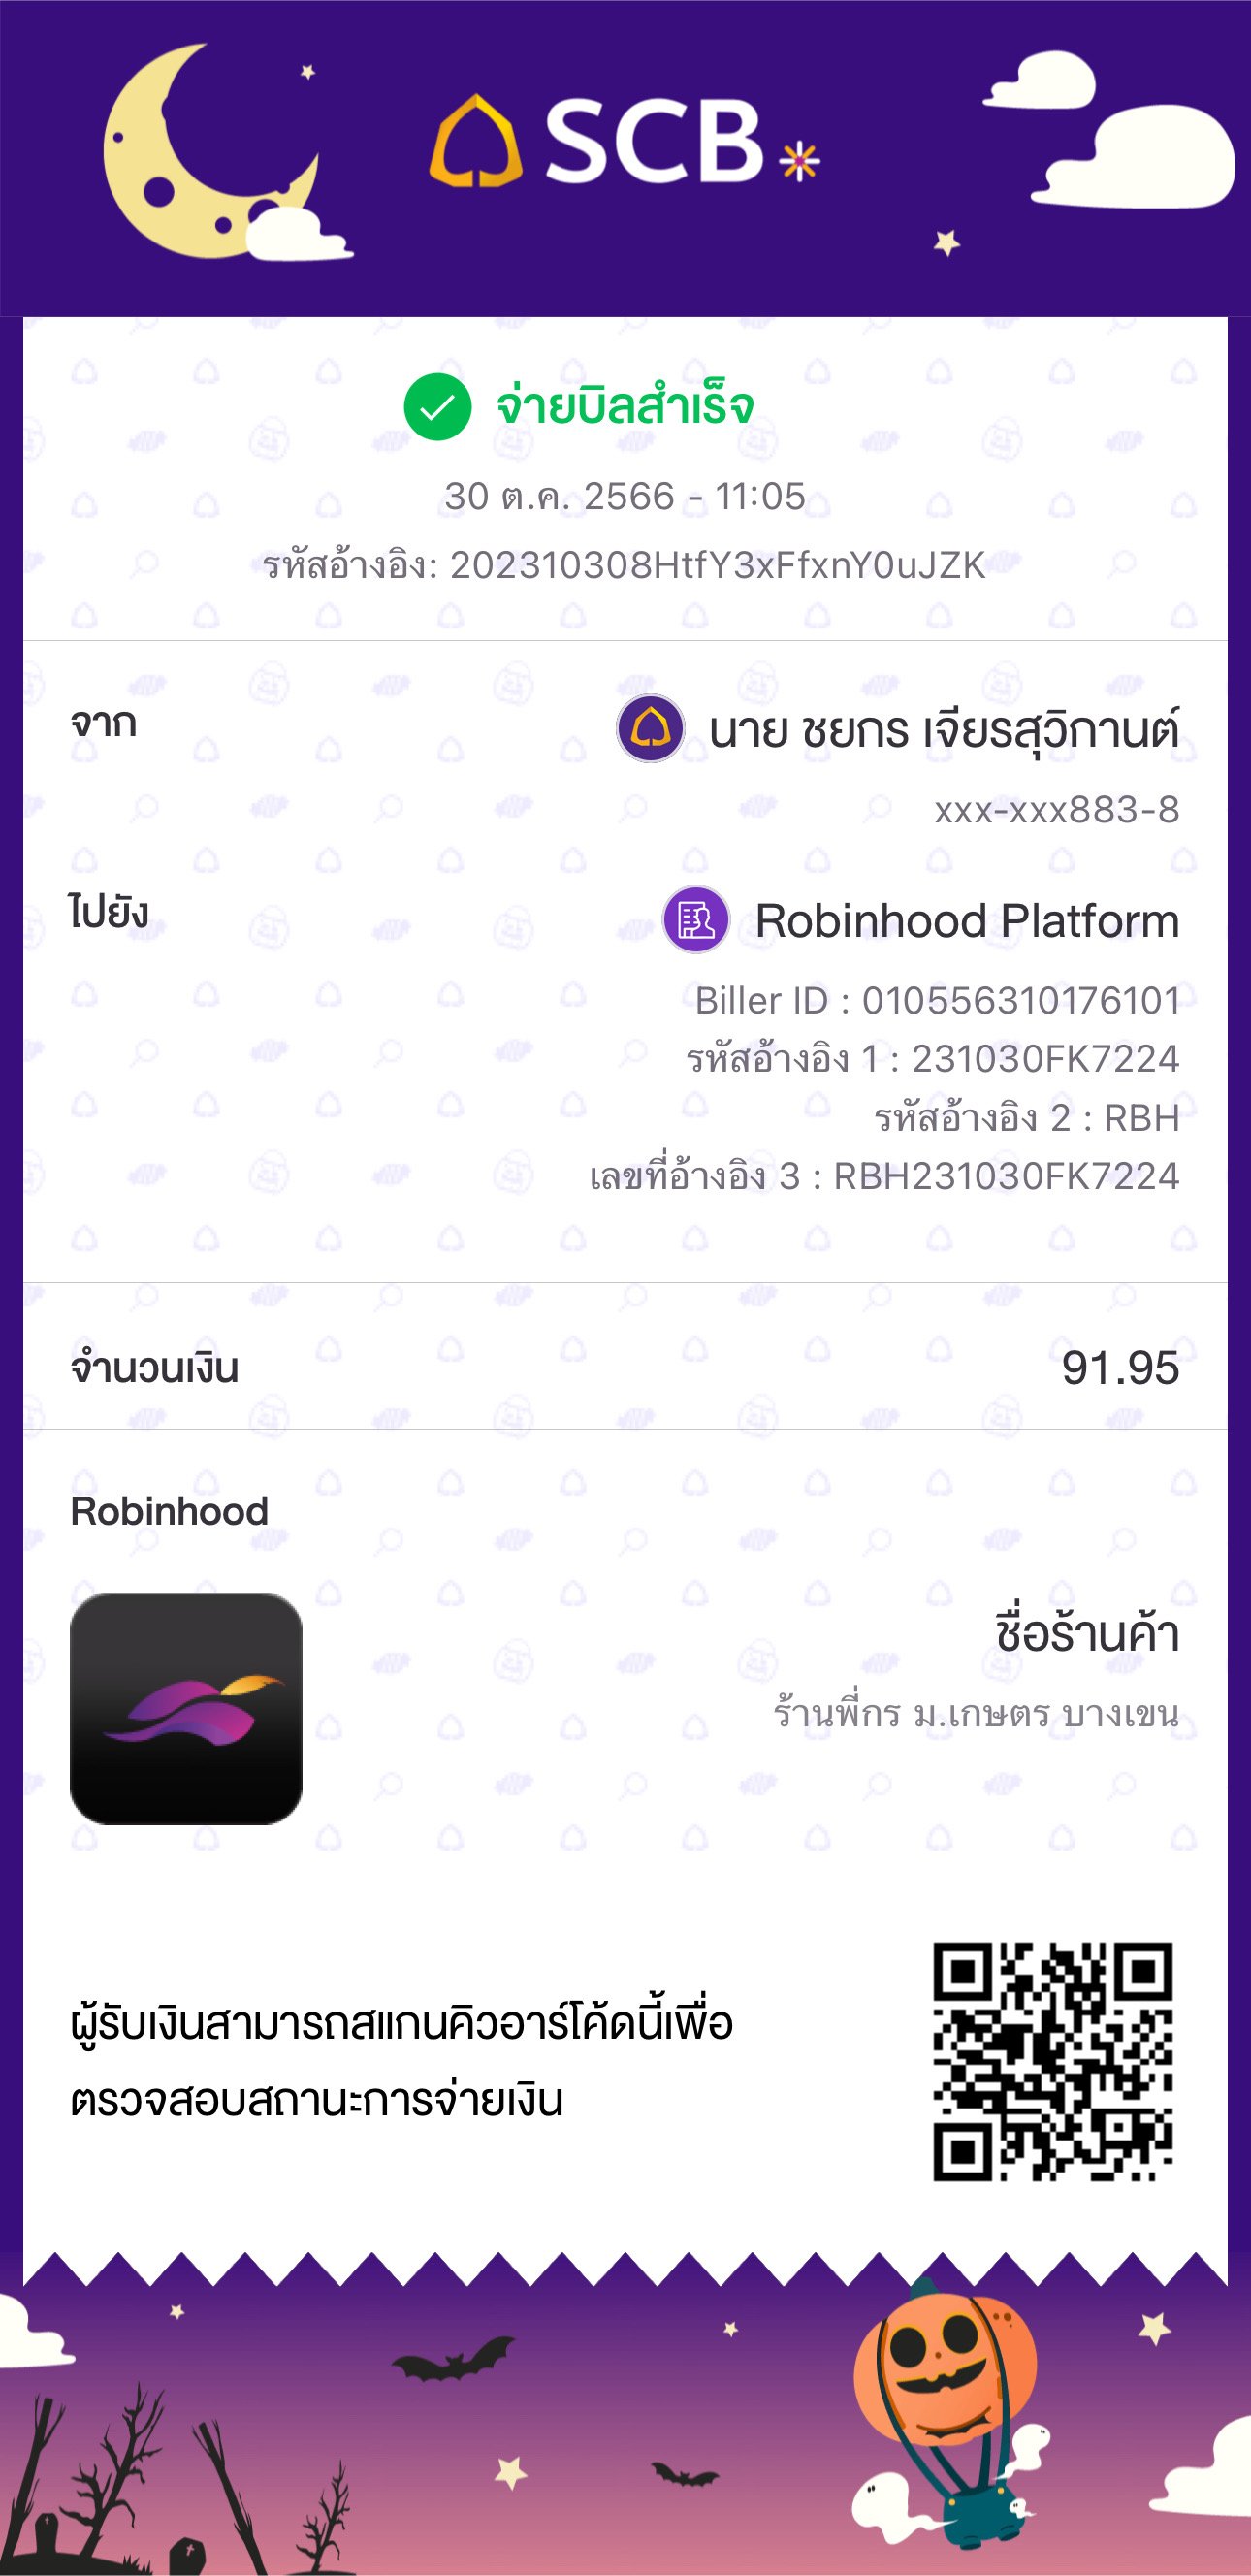 SCB
จ่ายบิลสำเร็จ
30 ต.ค. 2566 - 11:05
รหัสอ้างอิง: 202310308HtfY3xFfxnY0uJZK
จาก
นาย ชยกร เจียรสุวิกานต์
xxx-xxx883-8
ไปยัง
Robinhood Platform
Biller ID : 010556310176101
รหัสอ้างอิง 1 : 231030FK7224
รหัสอ้างอิง 2 : RBH
เลขที่อ้างอิง 3 : RBH231030FK7224
จำนวนเงิน 91.95
Robinhood
ชื่อร้านค้า
ร้านพี่กร ม.เกษตร บางเขน
ผู้รับเงินสามารถสแกนคิวอาร์โค้ดนี้เพื่อ
ตรวจสอบสถานะการจ่ายเงิน